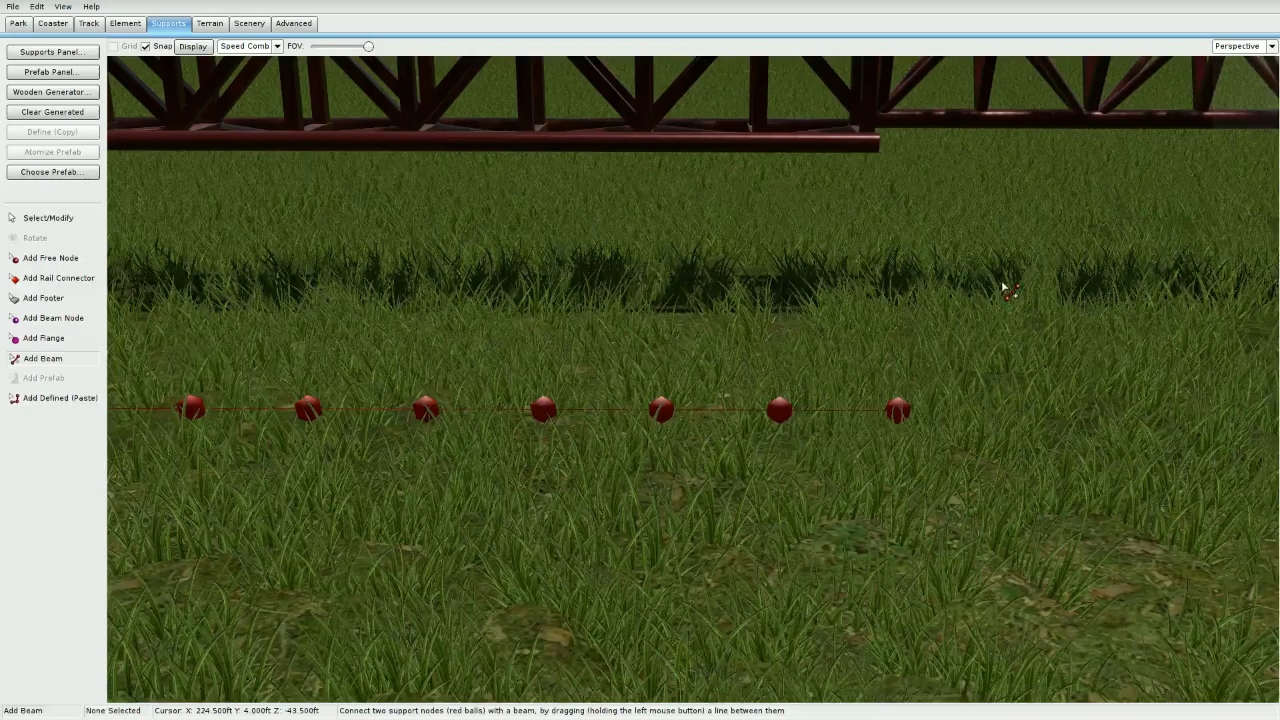 File Edit View Help
Park Coaster Track Element Supports Terrain Scenery Advanced
Supports Panel... Grid Snap Display Speed Comb FOV: Perspective
Prefab Panel...
Wooden Generator...
Clear Generated
Define (Copy)
Atomize Prefab
Choose Prefab...
Select/Modify
Rotate
Add Free Node
Add Rail Connector
Add Footer
Add Beam Node
Add Flange
Add Beam
Add Prefab
Add Defined (Paste)
Add Beam None Selected Cursor: X: 224.500ft Y: 4.000ft Z: -43.500ft Connect two support nodes (red balls) with a beam, by dragging (holding the left mouse button) a line between them